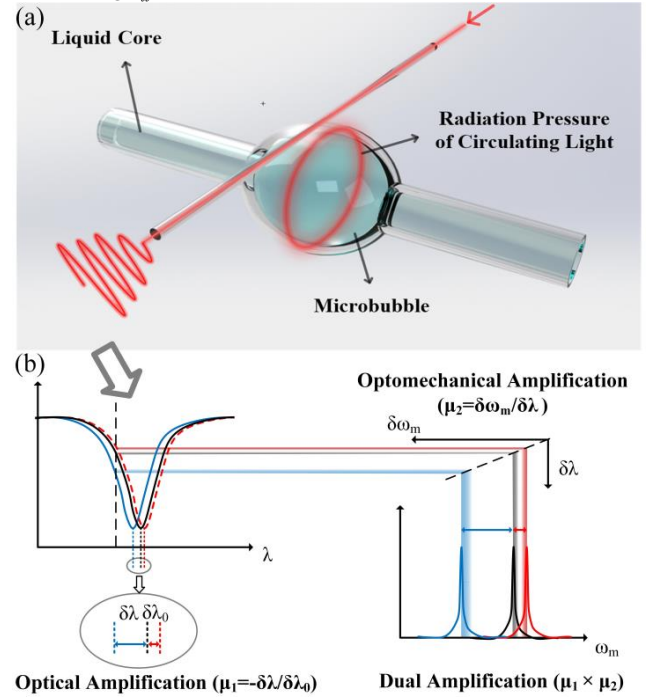 (a)
Liquid Core
Radiation Pressure
of Circulating Light
Microbubble
(b)
Optomechanical Amplification
(μ₂=δωₘ/δλ)
δωₘ
δλ
λ
δλ δλ₀
ωₘ
Optical Amplification (μ₁=-δλ/δλ₀)
Dual Amplification (μ₁ × μ₂)